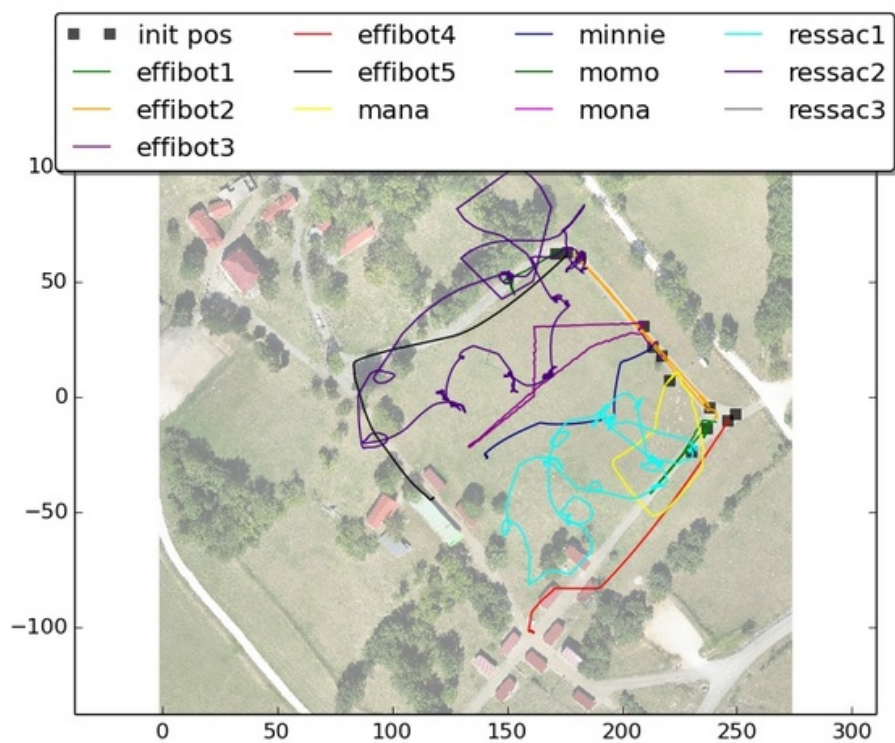 init pos effibot4 minnie ressac1
effibot1 effibot5 momo ressac2
effibot2 mana mona ressac3
effibot3
10
50
0
−50
−100
0 50 100 150 200 250 300